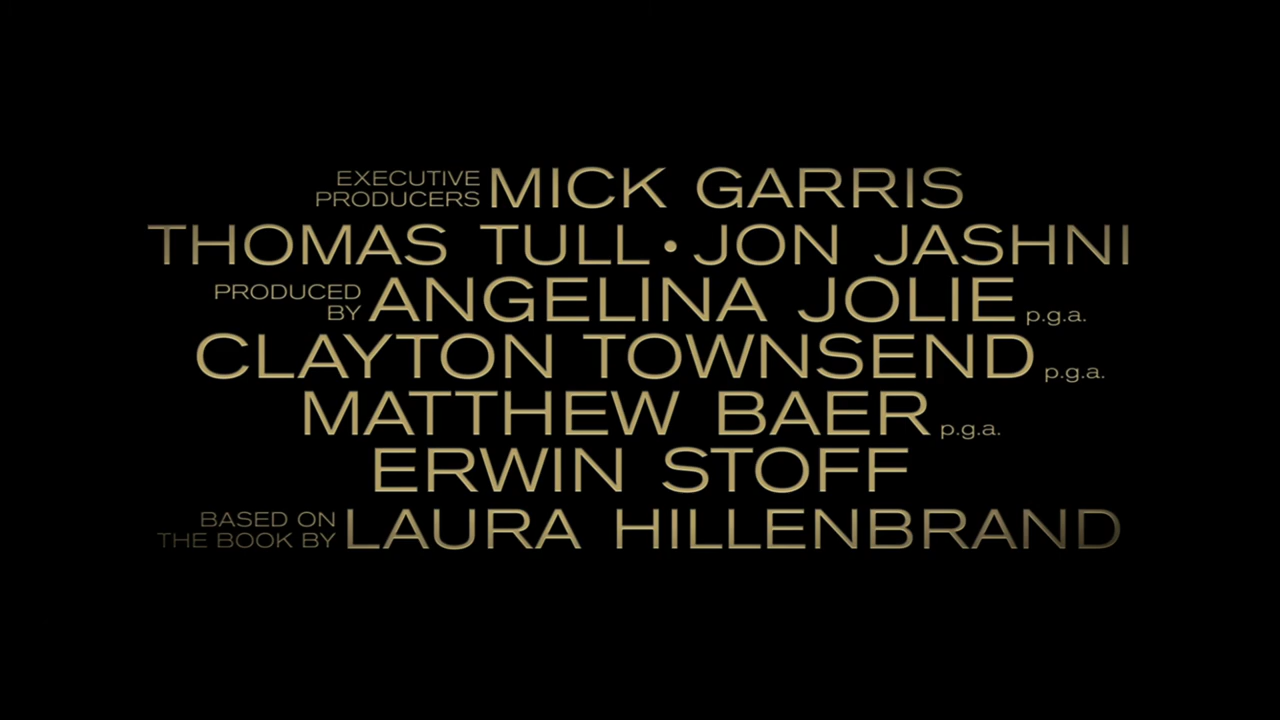 EXECUTIVE
PRODUCERS MICK GARRIS
THOMAS TULL • JON JASHNI
PRODUCED
BY ANGELINA JOLIE p.g.a.
CLAYTON TOWNSEND p.g.a.
MATTHEW BAER p.g.a.
ERWIN STOFF
BASED ON
THE BOOK BY LAURA HILLENBRAND